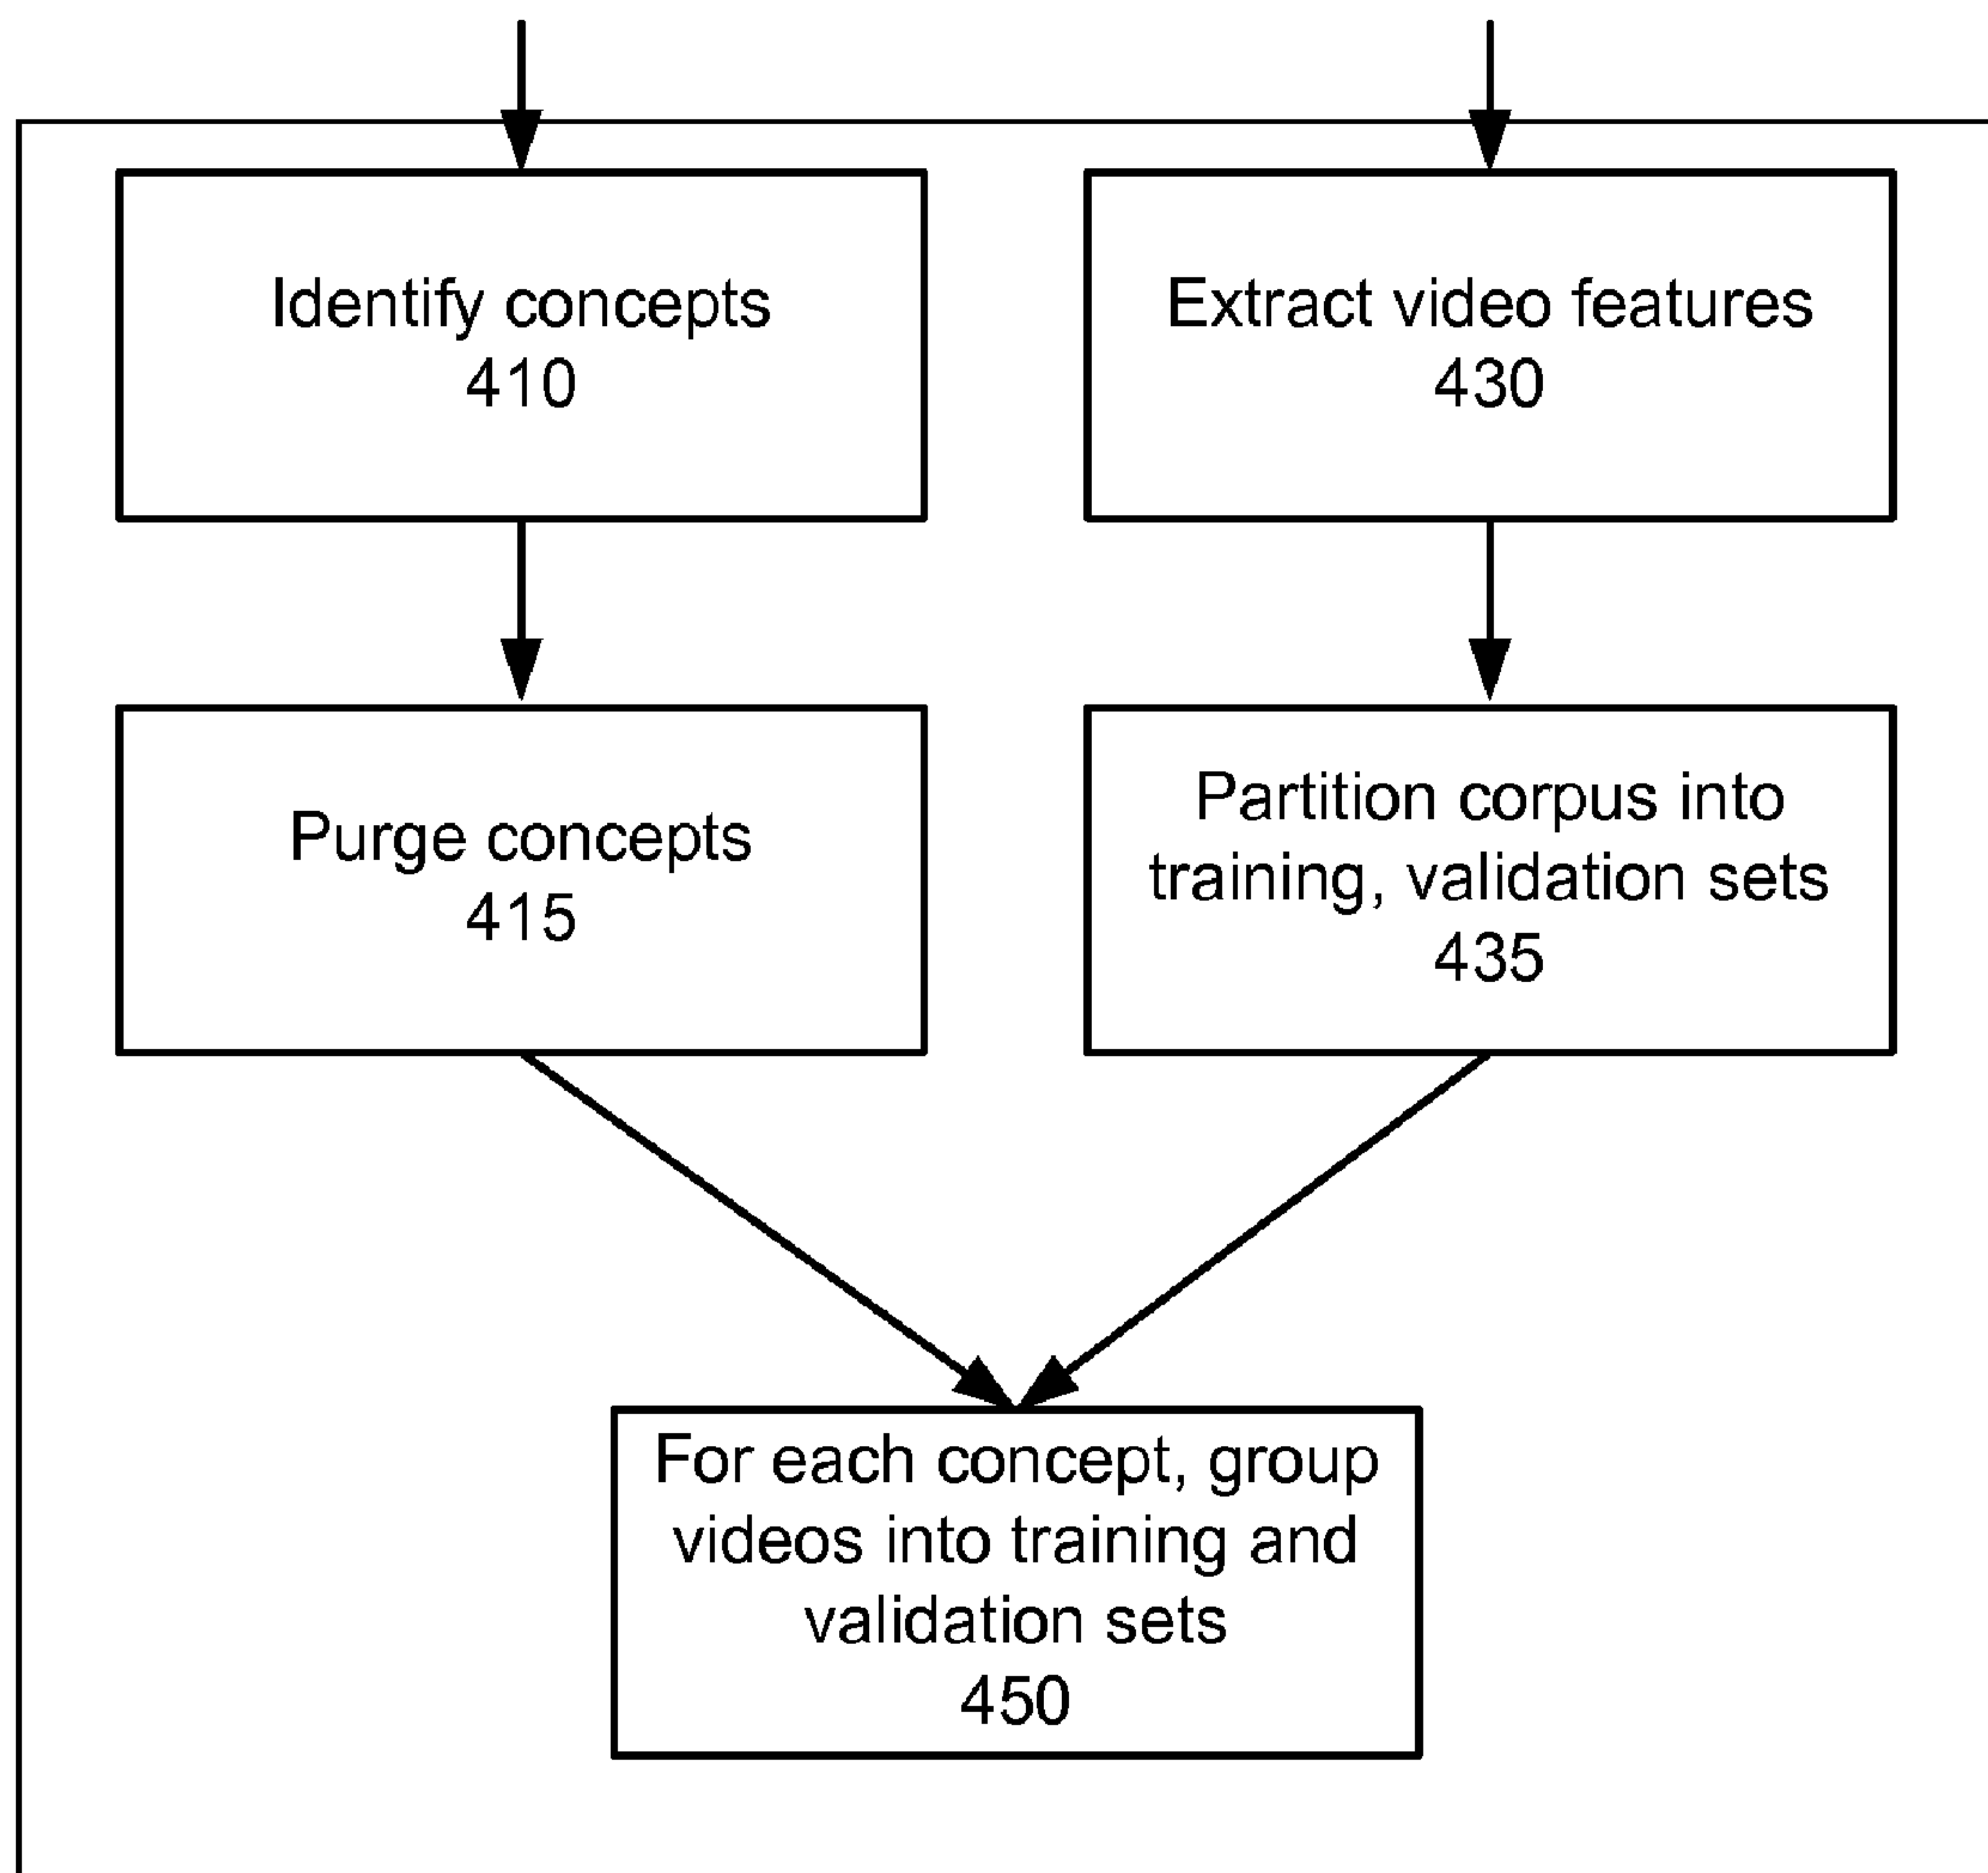 Identify concepts
410
Extract video features
430
Purge concepts
415
Partition corpus into
training, validation sets
435
For each concept, group
videos into training and
validation sets
450